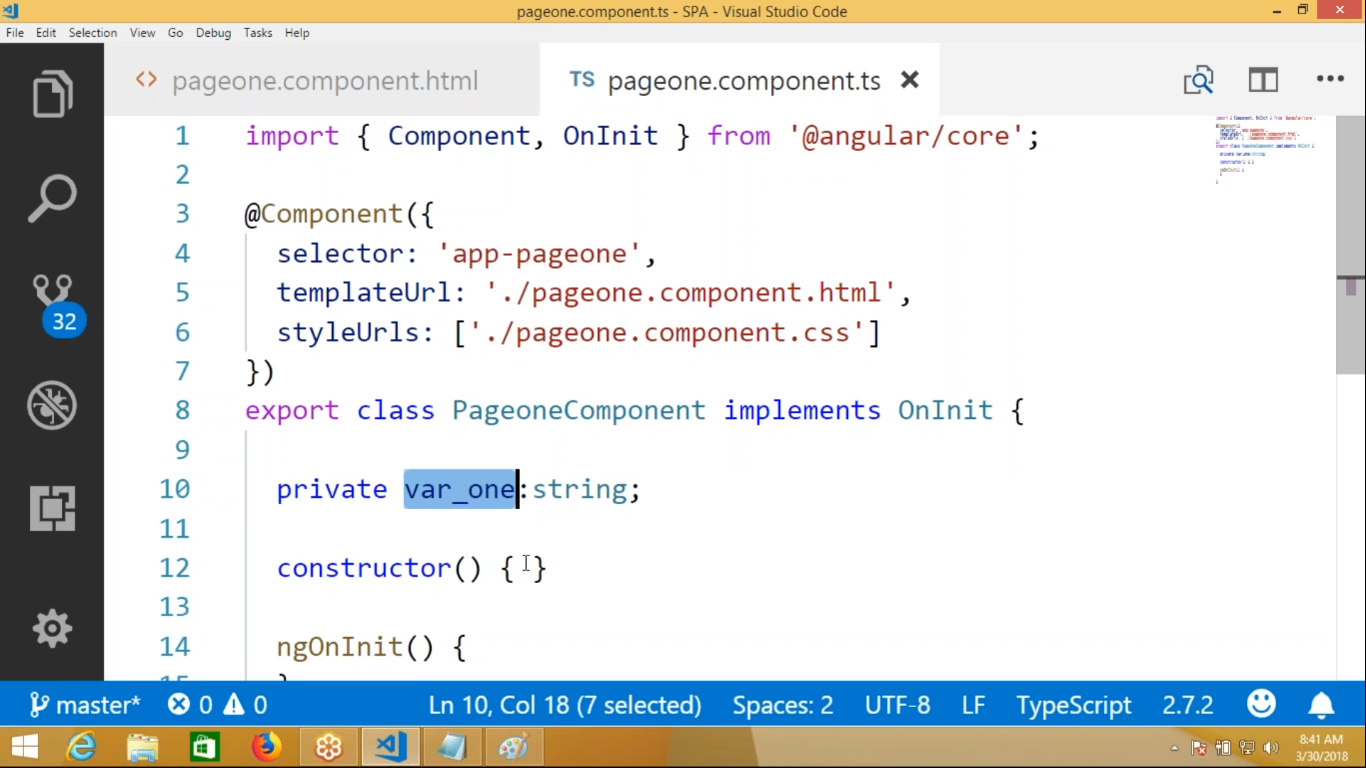 pageone.component.ts - SPA - Visual Studio Code
File Edit Selection View Go Debug Tasks Help
<> pageone.component.html TS pageone.component.ts
1 import { Component, OnInit } from '@angular/core';
2
3 @Component({
4 selector: 'app-pageone',
5 templateUrl: './pageone.component.html',
6 styleUrls: ['./pageone.component.css']
7 })
8 export class PageoneComponent implements OnInit {
9
10 private var_one:string;
11
12 constructor() { }
13
14 ngOnInit() {
32
master* 0 0 Ln 10, Col 18 (7 selected) Spaces: 2 UTF-8 LF TypeScript 2.7.2
8:41 AM
3/30/2018